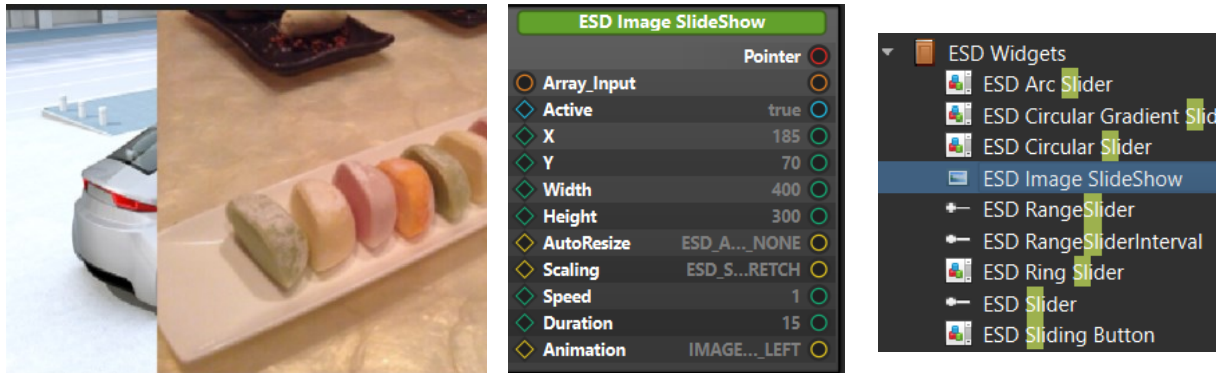 ESD Image SlideShow
Pointer
Array_Input
Active true
X 185
Y 70
Width 400
Height 300
AutoResize ESD_A..._NONE
Scaling ESD_S...RETCH
Speed 1
Duration 15
Animation IMAGE..._LEFT
ESD Widgets
ESD Arc Slider
ESD Circular Gradient Slid
ESD Circular Slider
ESD Image SlideShow
ESD RangeSlider
ESD RangeSliderInterval
ESD Ring Slider
ESD Slider
ESD Sliding Button